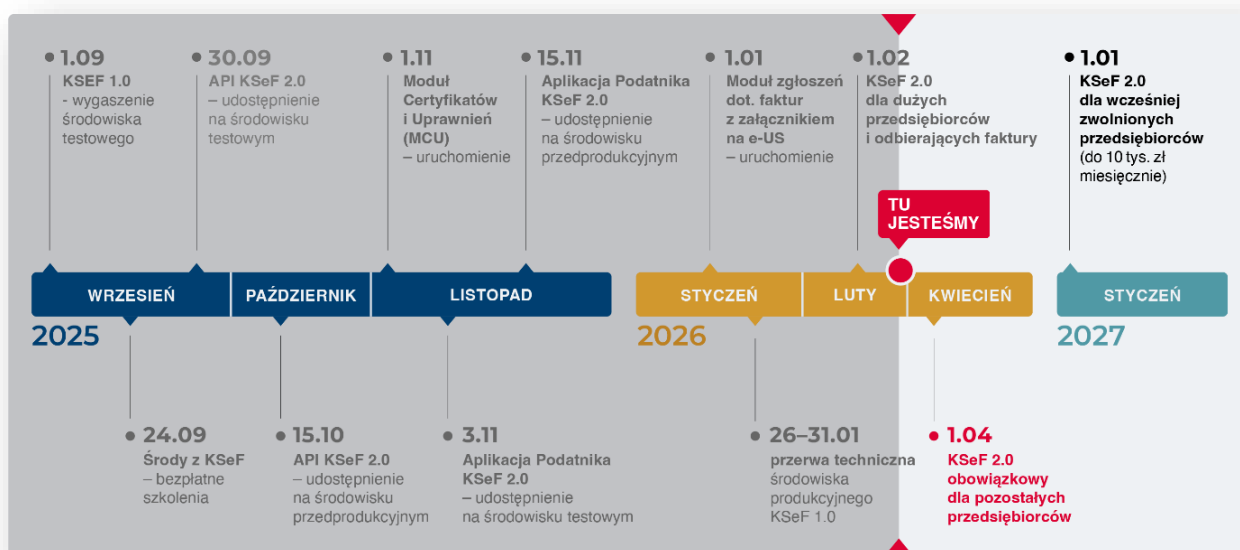 1.09
KSEF 1.0
- wygaszenie
środowiska
testowego
30.09
API KSeF 2.0
– udostępnienie
na środowisku
testowym
1.11
Moduł
Certyfikatów
i Uprawnień
(MCU)
– uruchomienie
15.11
Aplikacja Podatnika
KSeF 2.0
– udostępnienie
na środowisku
przedprodukcyjnym
1.01
Moduł zgłoszeń
dot. faktur
z załącznikiem
na e-US
– uruchomienie
1.02
KSeF 2.0
dla dużych
przedsiębiorców
i odbierających faktury
1.01
KSeF 2.0
dla wcześniej
zwolnionych
przedsiębiorców
(do 10 tys. zł
miesięcznie)
TU
JESTEŚMY
WRZESIEŃ
PAŹDZIERNIK
LISTOPAD
STYCZEŃ
LUTY
KWIECIEŃ
STYCZEŃ
2025
2026
2027
24.09
Środy z KSeF
– bezpłatne
szkolenia
15.10
API KSeF 2.0
– udostępnienie
na środowisku
przedprodukcyjnym
3.11
Aplikacja Podatnika
KSeF 2.0
– udostępnienie
na środowisku testowym
26–31.01
przerwa techniczna
środowiska
produkcyjnego
KSeF 1.0
1.04
KSeF 2.0
obowiązkowy
dla pozostałych
przedsiębiorców